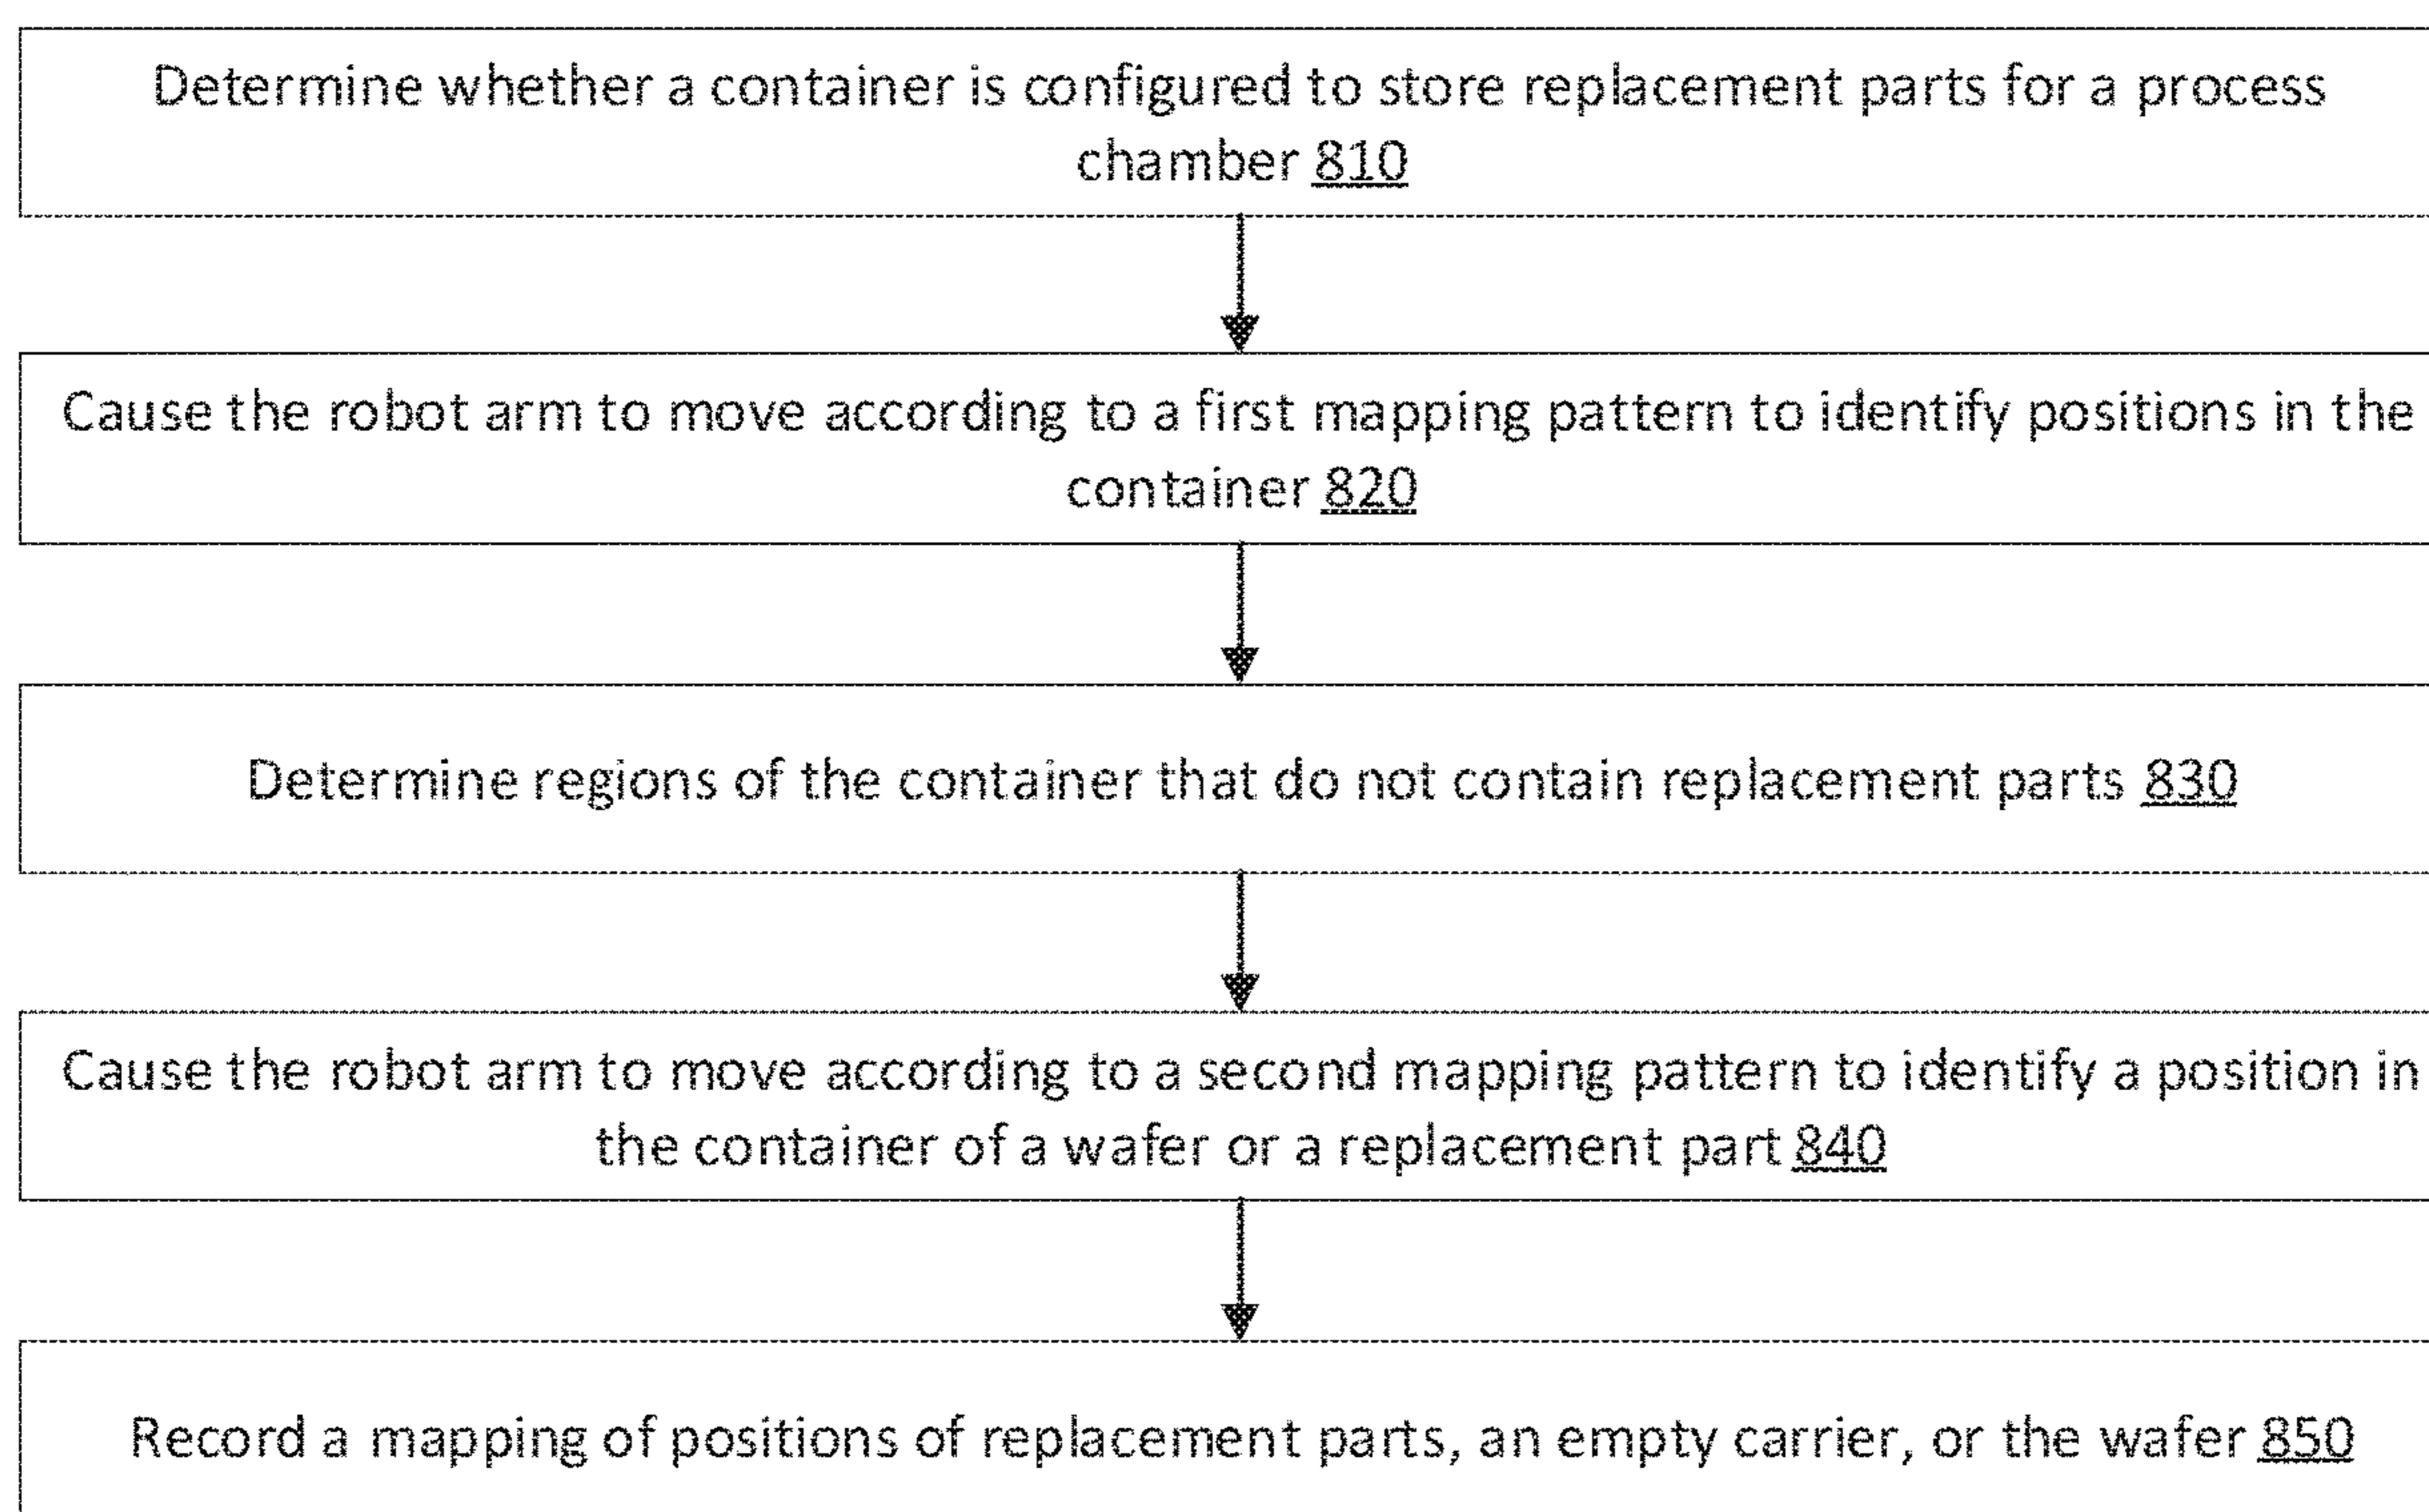 Determine whether a container is configured to store replacement parts for a process
chamber 810
Cause the robot arm to move according to a first mapping pattern to identify positions in the
container 820
Determine regions of the container that do not contain replacement parts 830
Cause the robot arm to move according to a second mapping pattern to identify a position in
the container of a wafer or a replacement part 840
Record a mapping of positions of replacement parts, an empty carrier, or the wafer 850